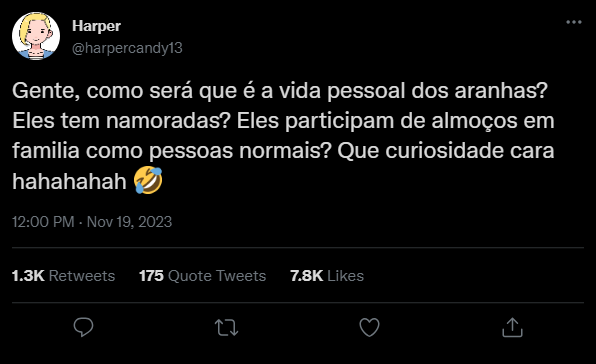 Harper
@harpercandy13
Gente, como será que é a vida pessoal dos aranhas?
Eles tem namoradas? Eles participam de almoços em
familia como pessoas normais? Que curiosidade cara
hahahahah 🤣
12:00 PM · Nov 19, 2023
1.3K Retweets 175 Quote Tweets 7.8K Likes